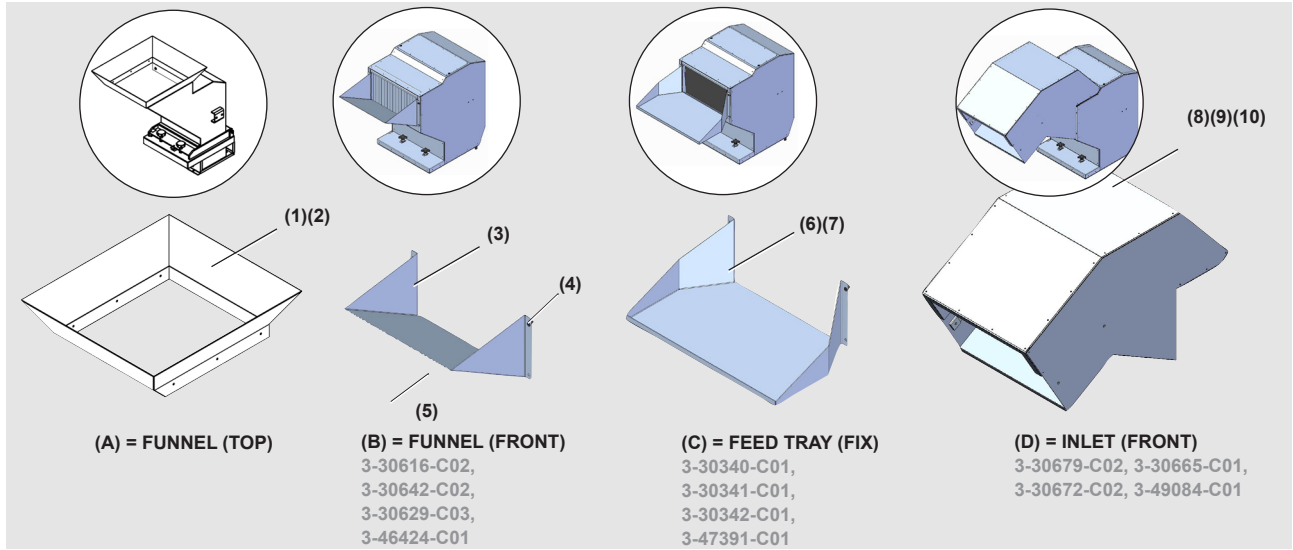 (8)(9)(10)
(1)(2)
(3)
(4)
(5)
(6)(7)
(A) = FUNNEL (TOP)
(B) = FUNNEL (FRONT)
3-30616-C02,
3-30642-C02,
3-30629-C03,
3-46424-C01
(C) = FEED TRAY (FIX)
3-30340-C01,
3-30341-C01,
3-30342-C01,
3-47391-C01
(D) = INLET (FRONT)
3-30679-C02, 3-30665-C01,
3-30672-C02, 3-49084-C01